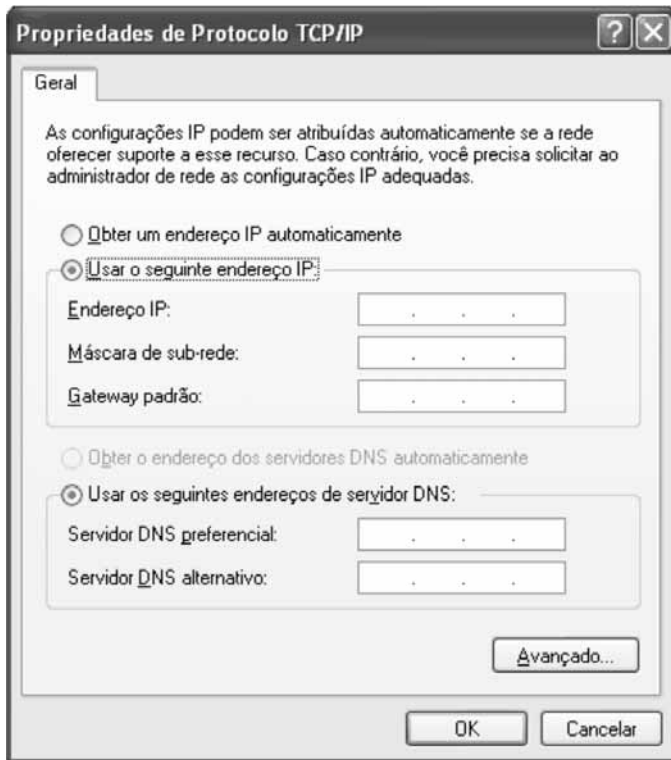 Propriedades de Protocolo TCP/IP
Geral
As configurações IP podem ser atribuídas automaticamente se a rede
oferecer suporte a esse recurso. Caso contrário, você precisa solicitar ao
administrador de rede as configurações IP adequadas.
Obter um endereço IP automaticamente
Usar o seguinte endereço IP:
Endereço IP:
Máscara de sub-rede:
Gateway padrão:
Obter o endereço dos servidores DNS automaticamente
Usar os seguintes endereços de servidor DNS:
Servidor DNS preferencial:
Servidor DNS alternativo:
Avançado...
OK
Cancelar